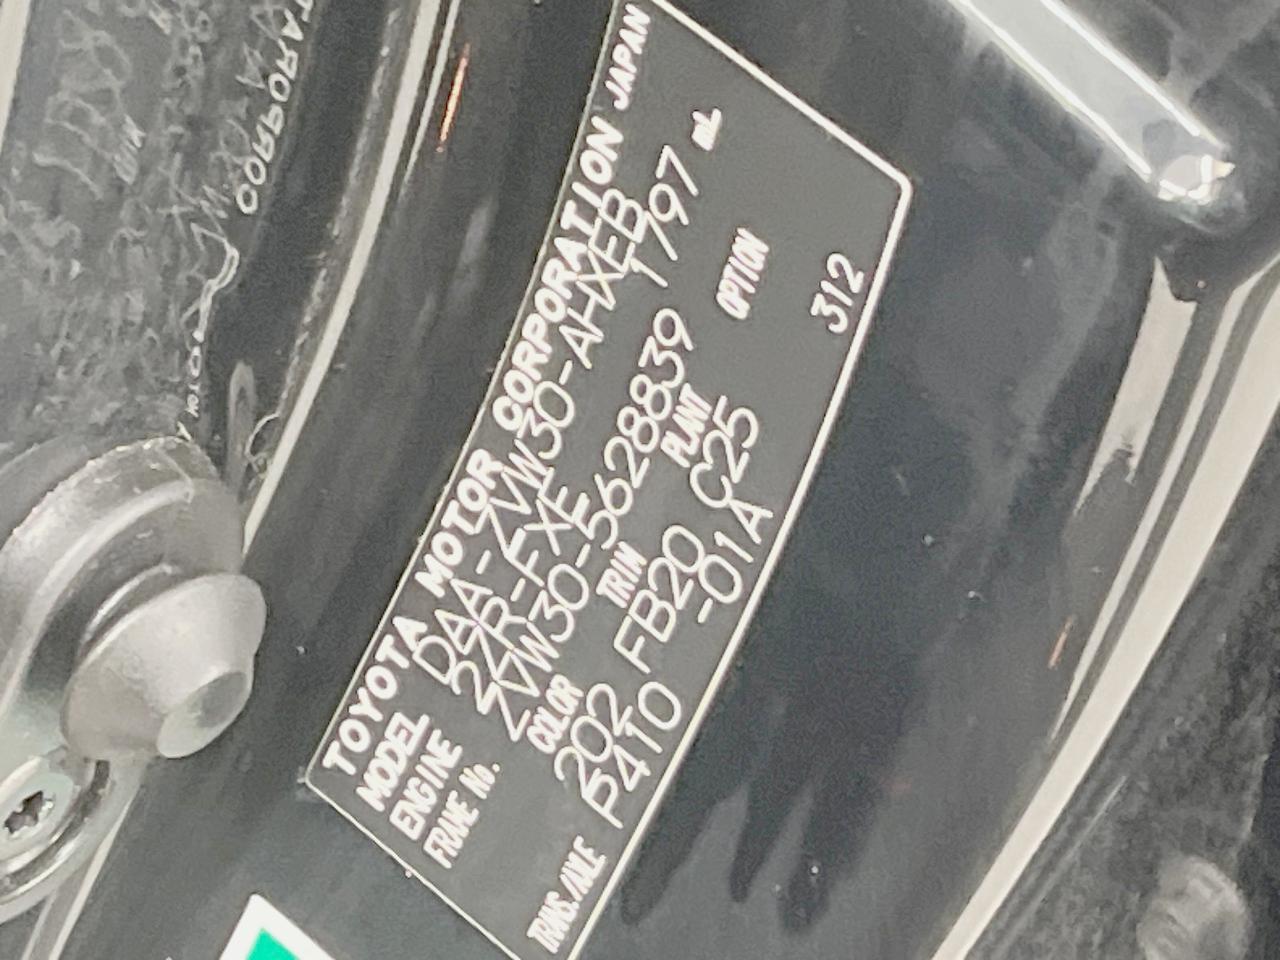 TOYOTA MOTOR CORPORATION JAPAN
MODEL DAA-ZVW30-AHXEB
ENGINE 2ZR-FXE 1797 mL
FRAME No. ZVW30-5628839
COLOR TRIN PLANT OPTION
202 FB20 C25 312
TRANS./AXLE P410 -01A